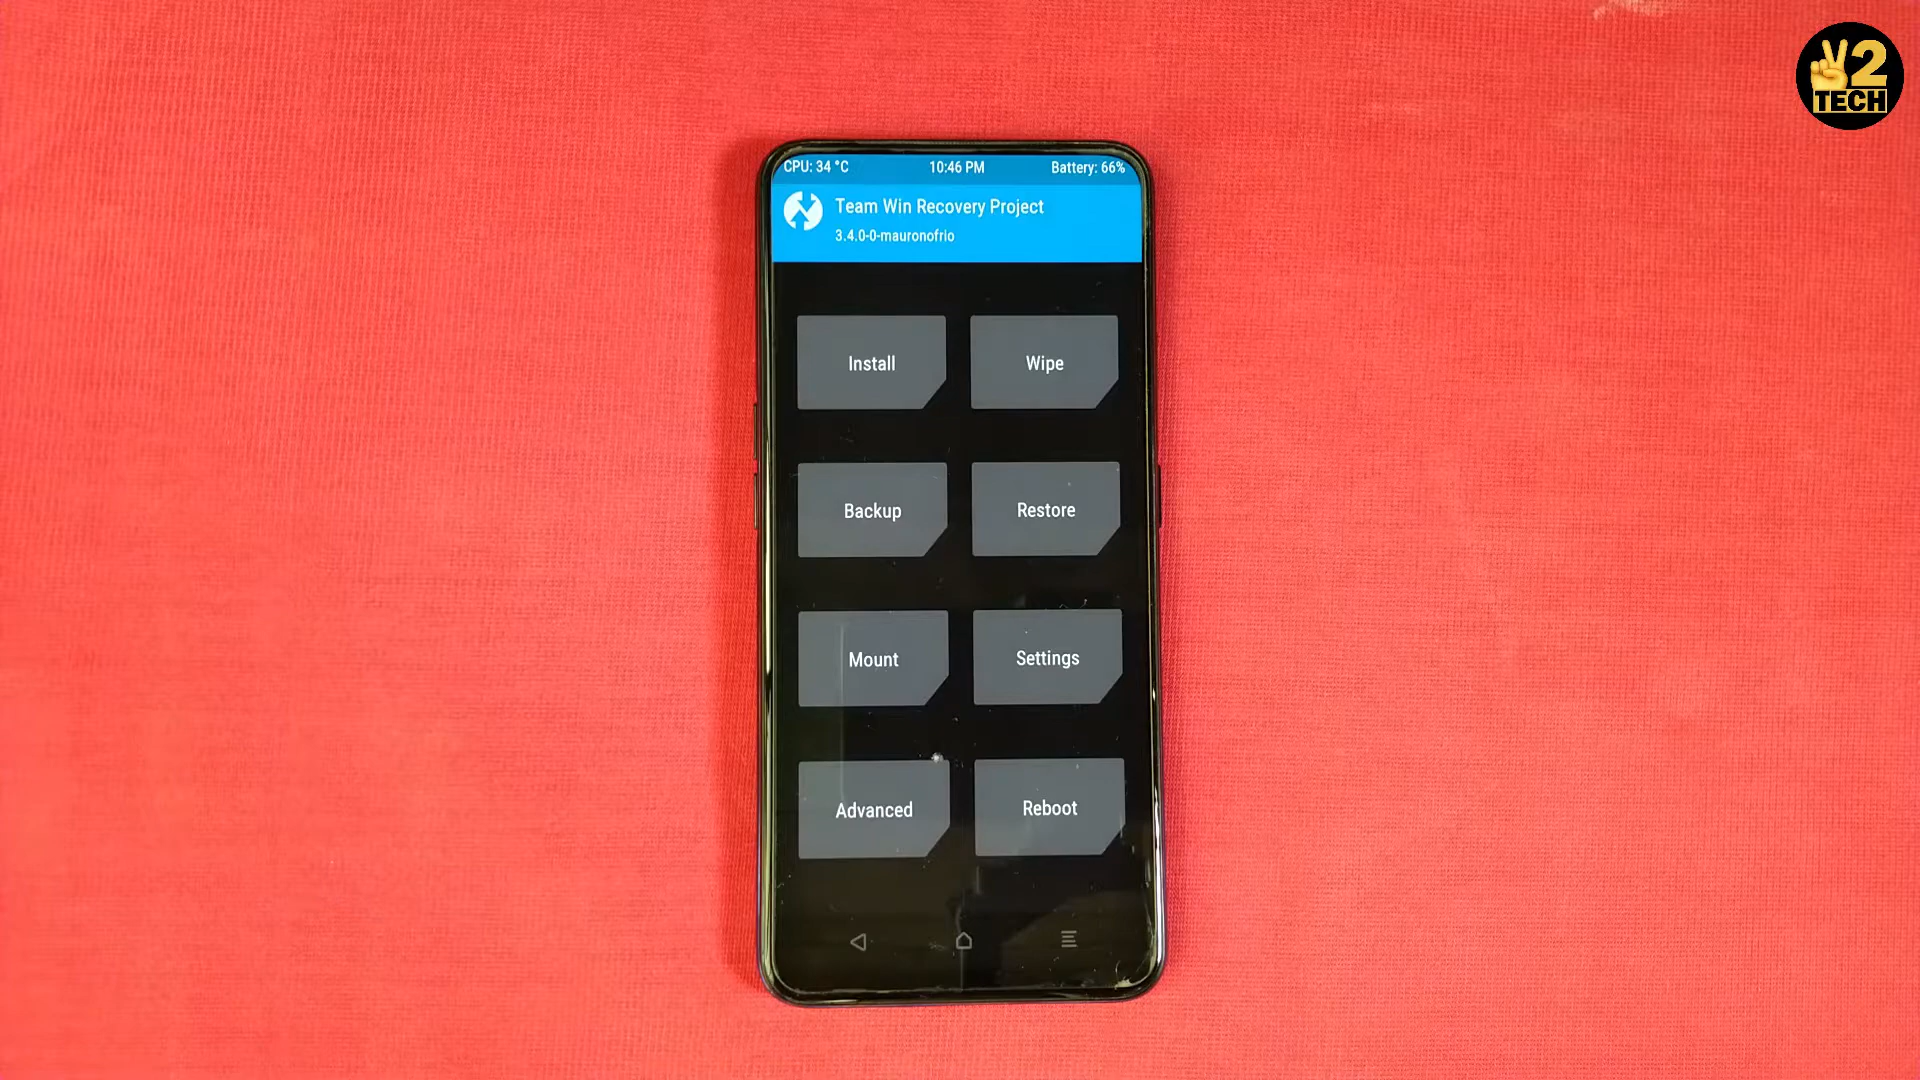 2
TECH
CPU: 34 °C 10:46 PM Battery: 66%
Team Win Recovery Project
3.4.0-0-mauronofrio
Install Wipe
Backup Restore
Mount Settings
Advanced Reboot